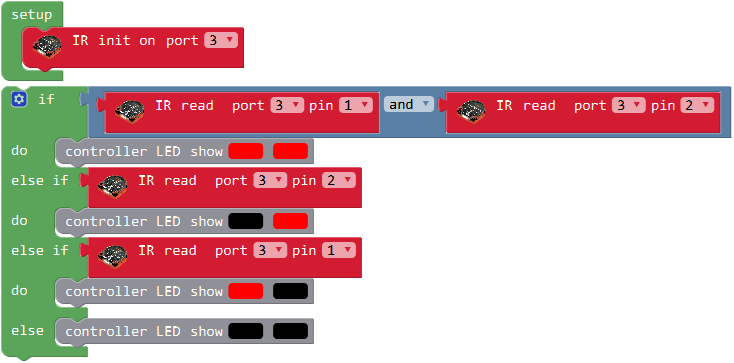 setup
IR init on port 3
if IR read port 3 pin 1 and IR read port 3 pin 2
do controller LED show
else if IR read port 3 pin 2
do controller LED show
else if IR read port 3 pin 1
do controller LED show
else controller LED show